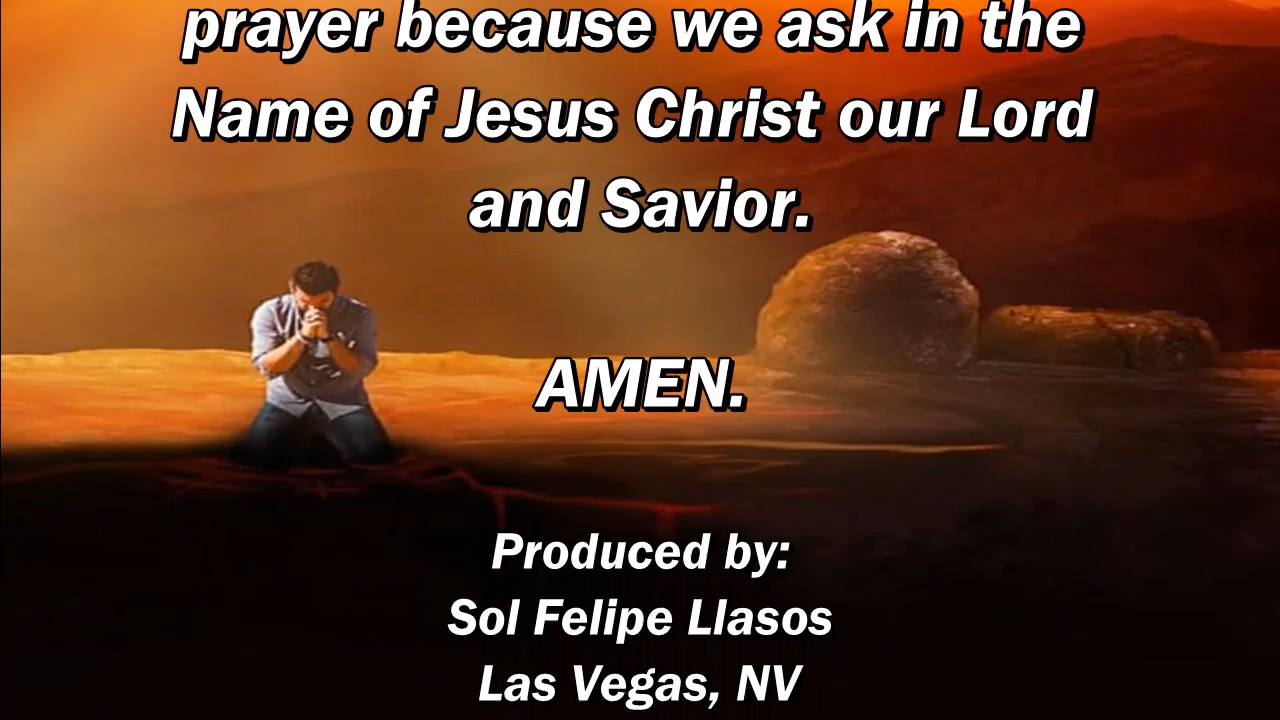 prayer because we ask in the
Name of Jesus Christ our Lord
and Savior.
AMEN.
Produced by:
Sol Felipe Llasos
Las Vegas, NV